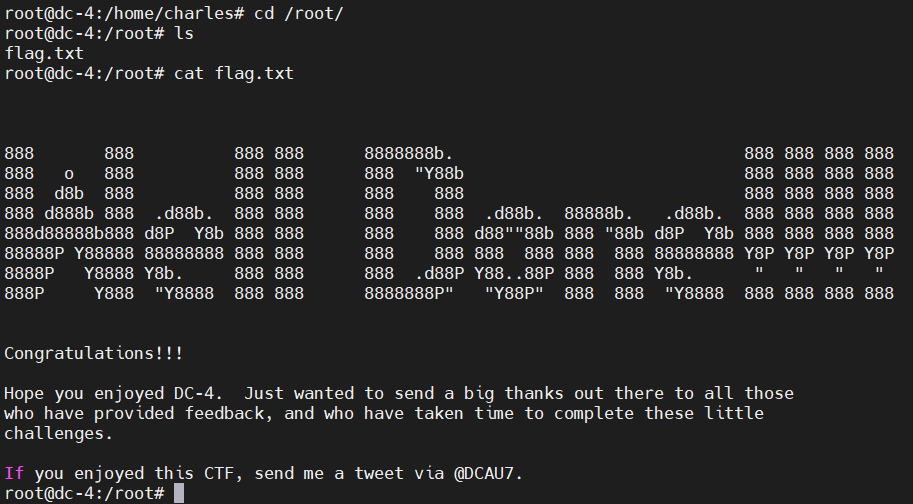 root@dc-4:/home/charles# cd /root/
root@dc-4:/root# ls
flag.txt
root@dc-4:/root# cat flag.txt
888       888          888 888      8888888b.                             888 888 888 888
888   o   888          888 888      888  "Y88b                            888 888 888 888
888  d8b  888          888 888      888    888                            888 888 888 888
888 d888b 888  .d88b.  888 888      888    888  .d88b.  88888b.   .d88b.  888 888 888 888
888d88888b888 d8P  Y8b 888 888      888    888 d88""88b 888 "88b d8P  Y8b 888 888 888 888
88888P Y88888 88888888 888 888      888    888 888  888 888  888 88888888 Y8P Y8P Y8P Y8P
8888P   Y8888 Y8b.     888 888      888  .d88P Y88..88P 888  888 Y8b.      "   "   "   "
888P     Y888  "Y8888  888 888      8888888P"   "Y88P"  888  888  "Y8888  888 888 888 888
Congratulations!!!
Hope you enjoyed DC-4.  Just wanted to send a big thanks out there to all those
who have provided feedback, and who have taken time to complete these little
challenges.
If you enjoyed this CTF, send me a tweet via @DCAU7.
root@dc-4:/root#